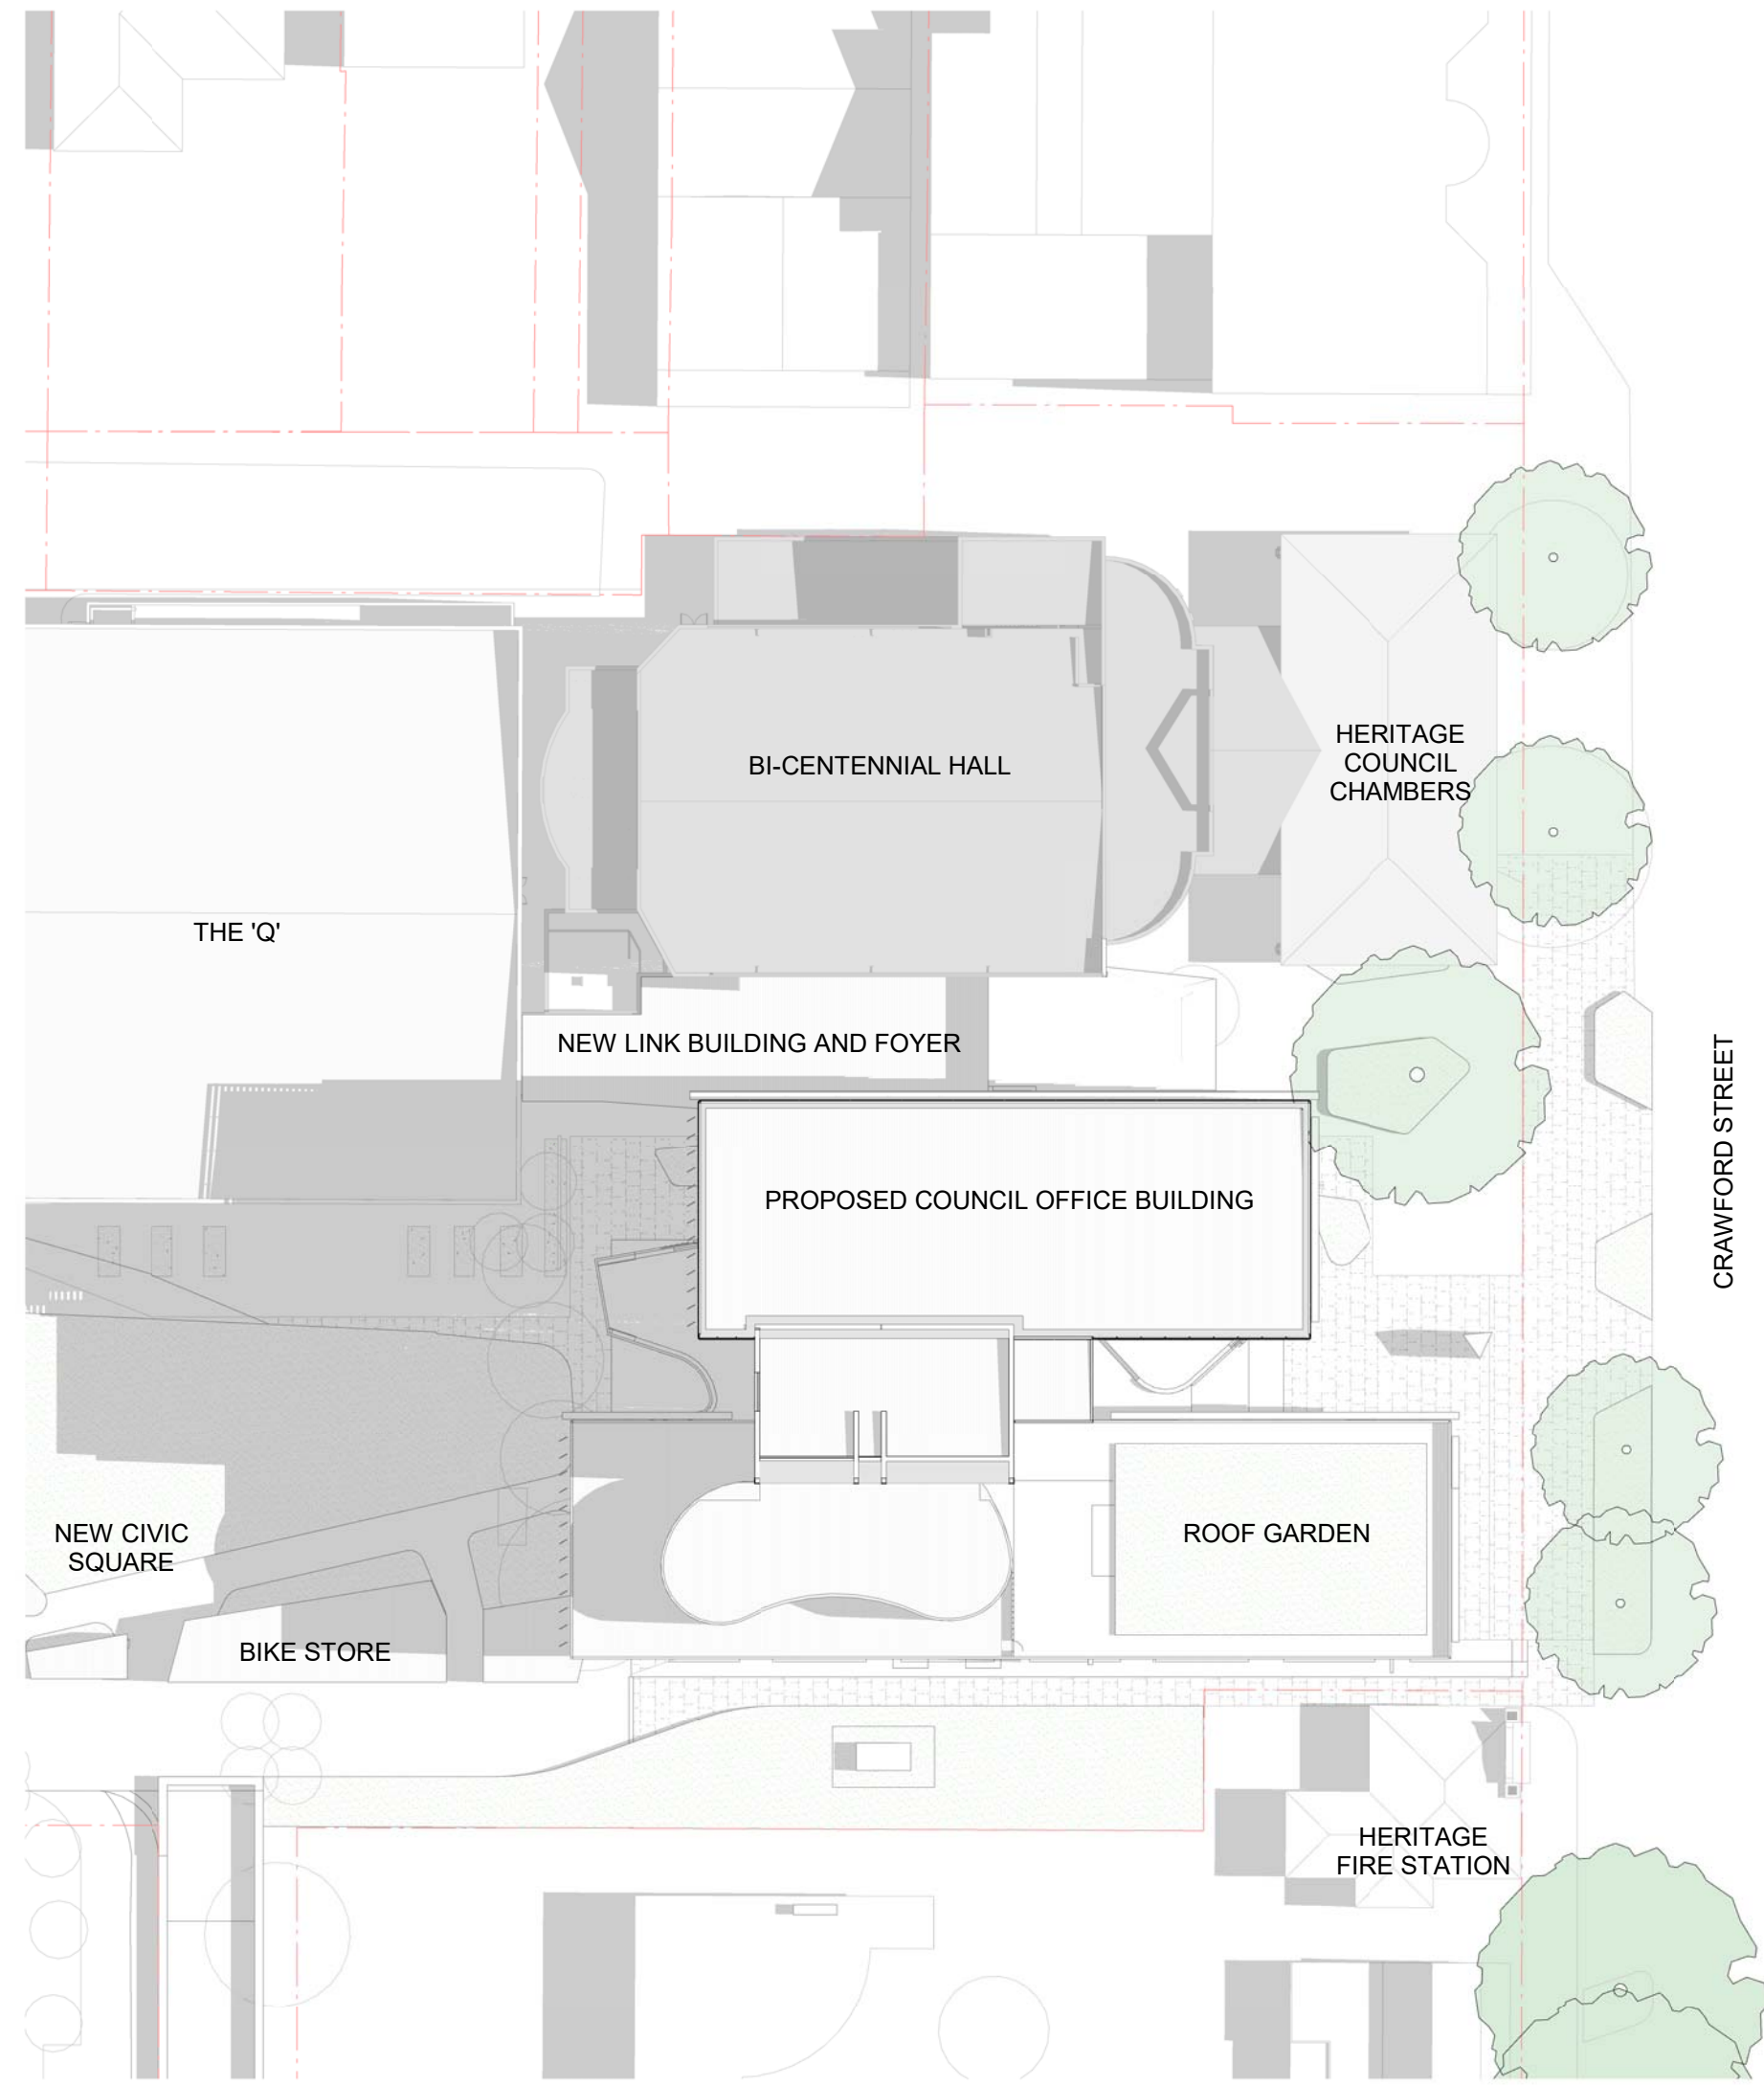 HERITAGE
COUNCIL
CHAMBERS
BI-CENTENNIAL HALL
THE 'Q'
NEW LINK BUILDING AND FOYER
CRAWFORD STREET
PROPOSED COUNCIL OFFICE BUILDING
NEW CIVIC
SQUARE
ROOF GARDEN
BIKE STORE
HERITAGE
FIRE STATION